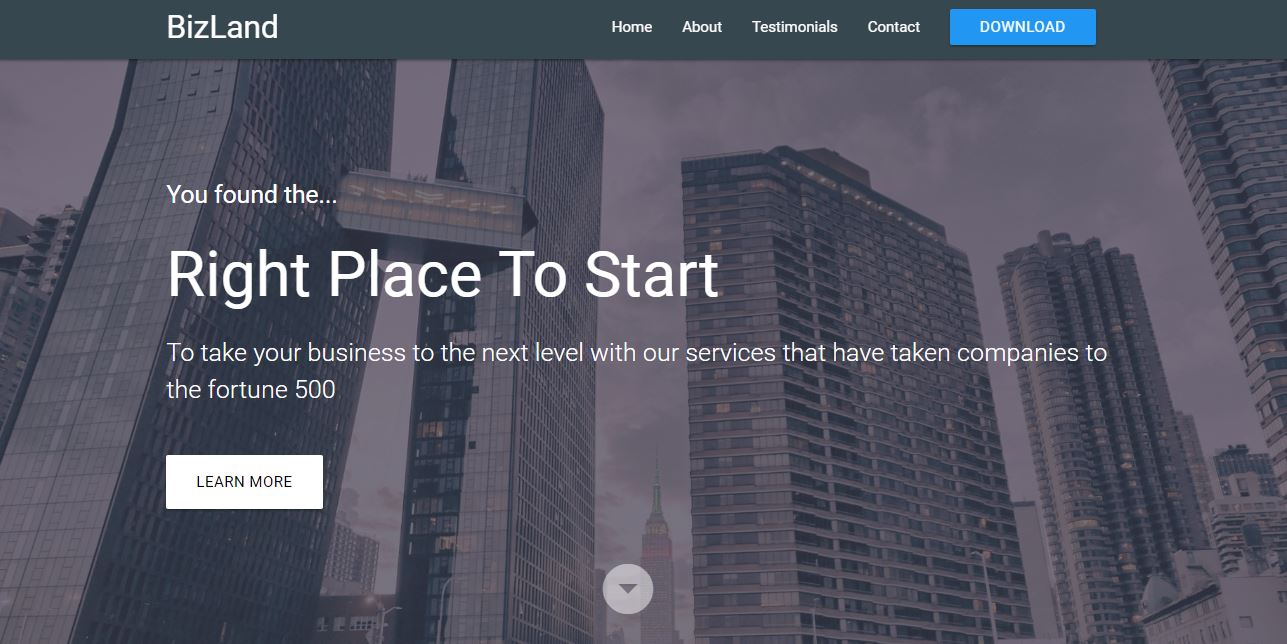 BizLand
Home About Testimonials Contact DOWNLOAD
You found the...
Right Place To Start
To take your business to the next level with our services that have taken companies to
the fortune 500
LEARN MORE